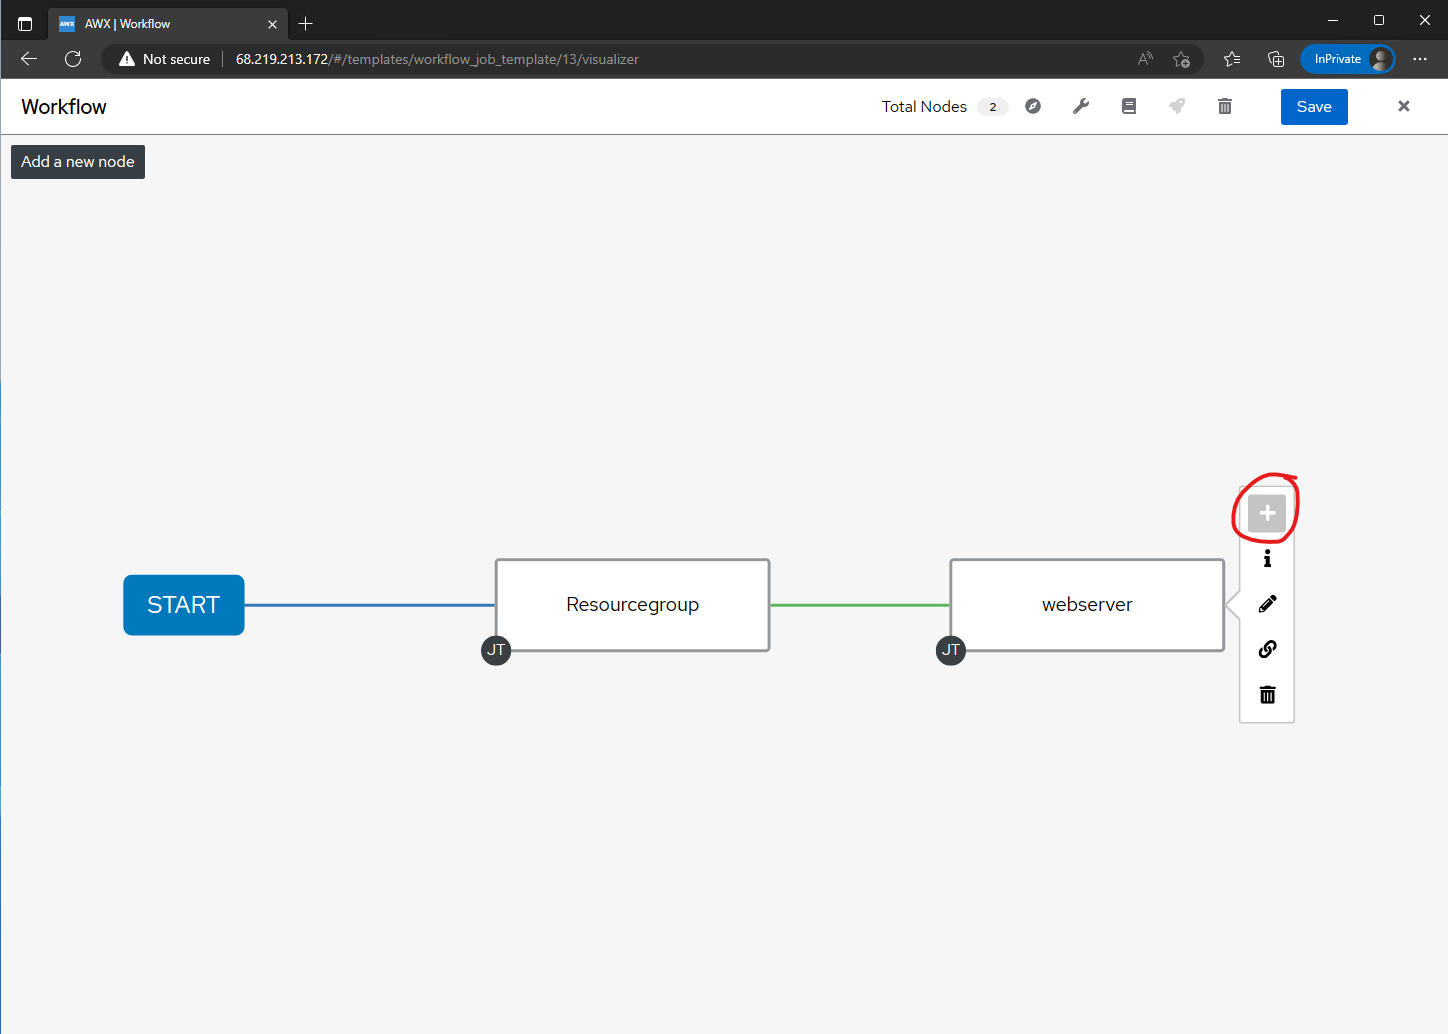 AWX AWX | Workflow
Not secure 68.219.213.172/#/templates/workflow_job_template/13/visualizer A InPrivate
Workflow Total Nodes 2 Save
Add a new node
START Resourcegroup webserver
JT JT